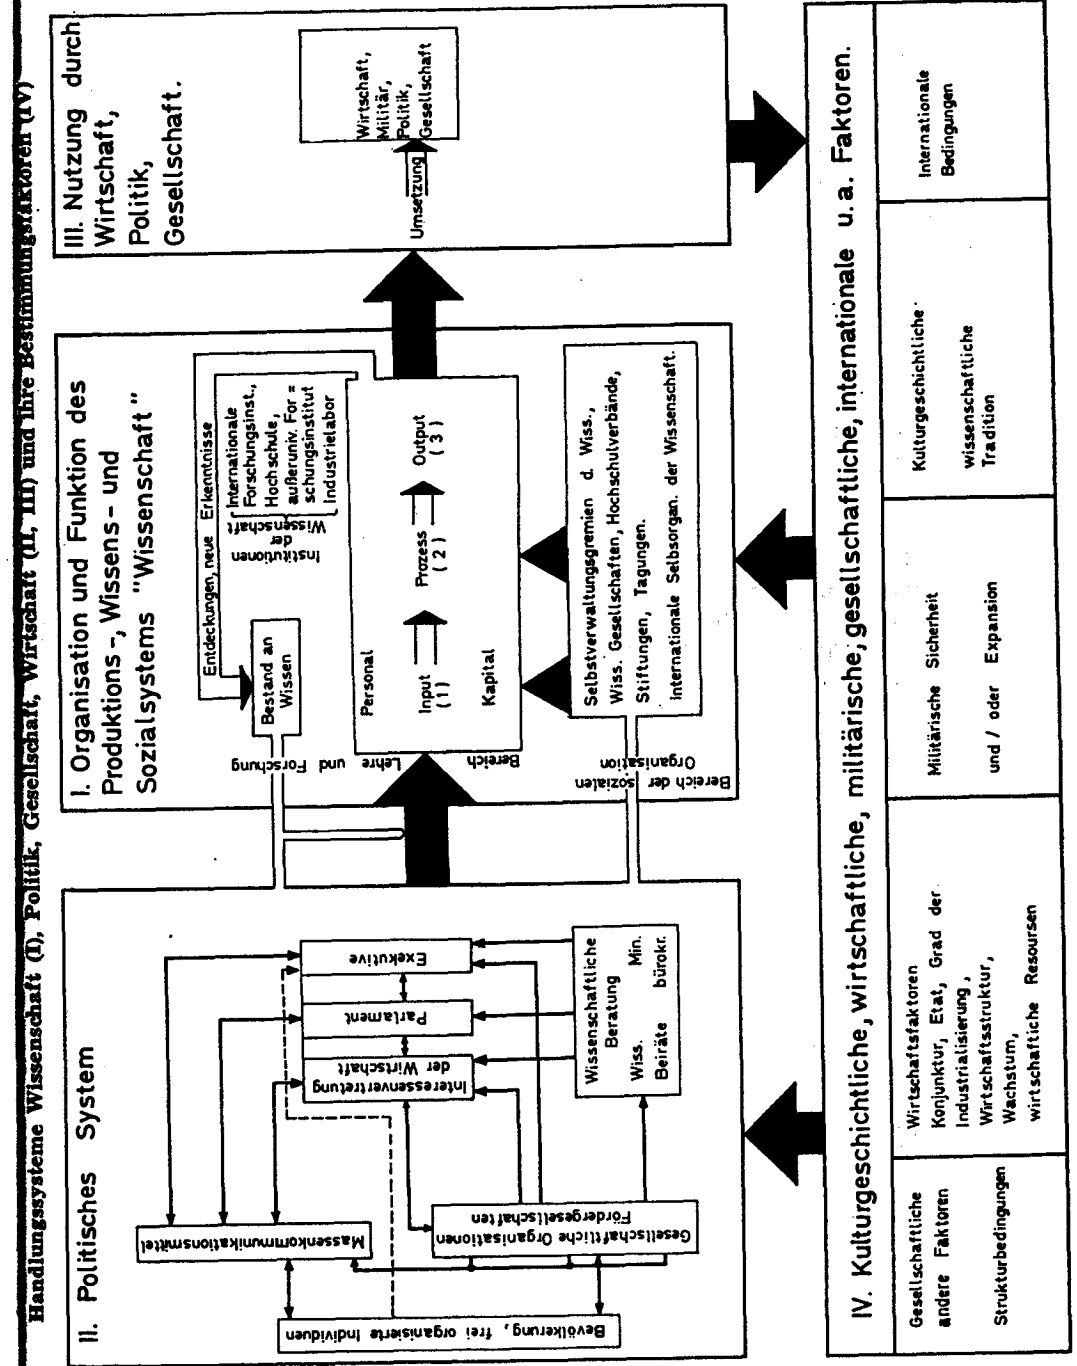 Handlungssysteme Wissenschaft (I), Politik, Gesellschaft, Wirtschaft (II, III) und ihre Bestimmungsfaktoren (IV)
II. Politisches System
Bevölkerung, frei organisierte Individuen
Massenkommunikationsmittel
Gesellschaftliche Organisationen
Fördergesellschaften
Interessenvertretung
der Wirtschaft
Parlament
Exekutive
Wissenschaftliche
Beratung
Wiss. Min.
Beiräte bürokr.
I. Organisation und Funktion des
Produktions-, Wissens- und
Sozialsystems "Wissenschaft"
Entdeckungen, neue Erkenntnisse
Bestand an
Wissen
Institutionen
der
Wissenschaft
Internationale
Forschungsinst.,
Hochschule,
außeruniv. For =
schungsinstitut
Industrielabor
Bereich Lehre und Forschung
Personal
Input
(1)
Prozess
(2)
Output
(3)
Kapital
Bereich der sozialen
Organisation
Selbstverwaltungsgremien d. Wiss.,
Wiss. Gesellschaften, Hochschulverbände,
Stiftungen, Tagungen.
Internationale Selbsorgan. der Wissenschaft.
III. Nutzung durch
Wirtschaft,
Politik,
Gesellschaft.
Umsetzung
Wirtschaft,
Militär,
Politik,
Gesellschaft
IV. Kulturgeschichtliche, wirtschaftliche, militärische, gesellschaftliche, internationale u. a. Faktoren.
Gesellschaftliche
andere Faktoren
Strukturbedingungen
Wirtschaftsfaktoren
Konjunktur, Etat, Grad der
Industrialisierung,
Wirtschaftsstruktur,
Wachstum,
wirtschaftiche Resoursen
Militärische Sicherheit
und / oder Expansion
Kulturgeschichtliche
wissenschaftliche
Tradition
Internationale
Bedingungen